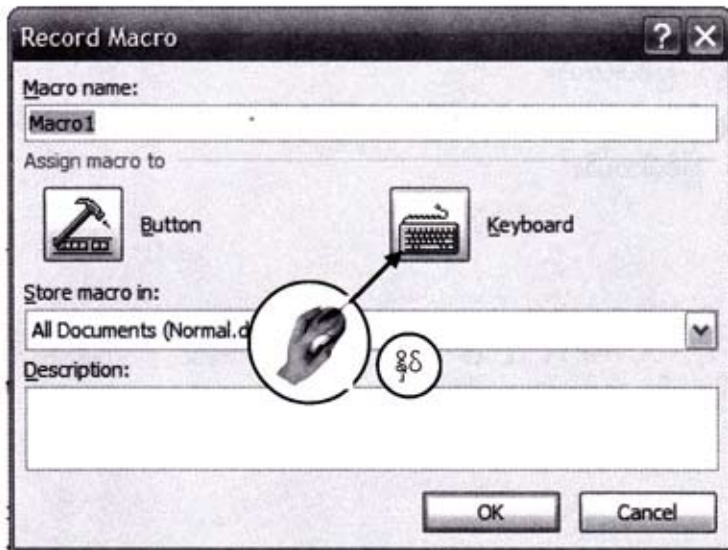 Record Macro
Macro name:
Macro1
Assign macro to
Button
Keyboard
Store macro in:
All Documents (Normal.d
နှိပ်
Description:
OK
Cancel